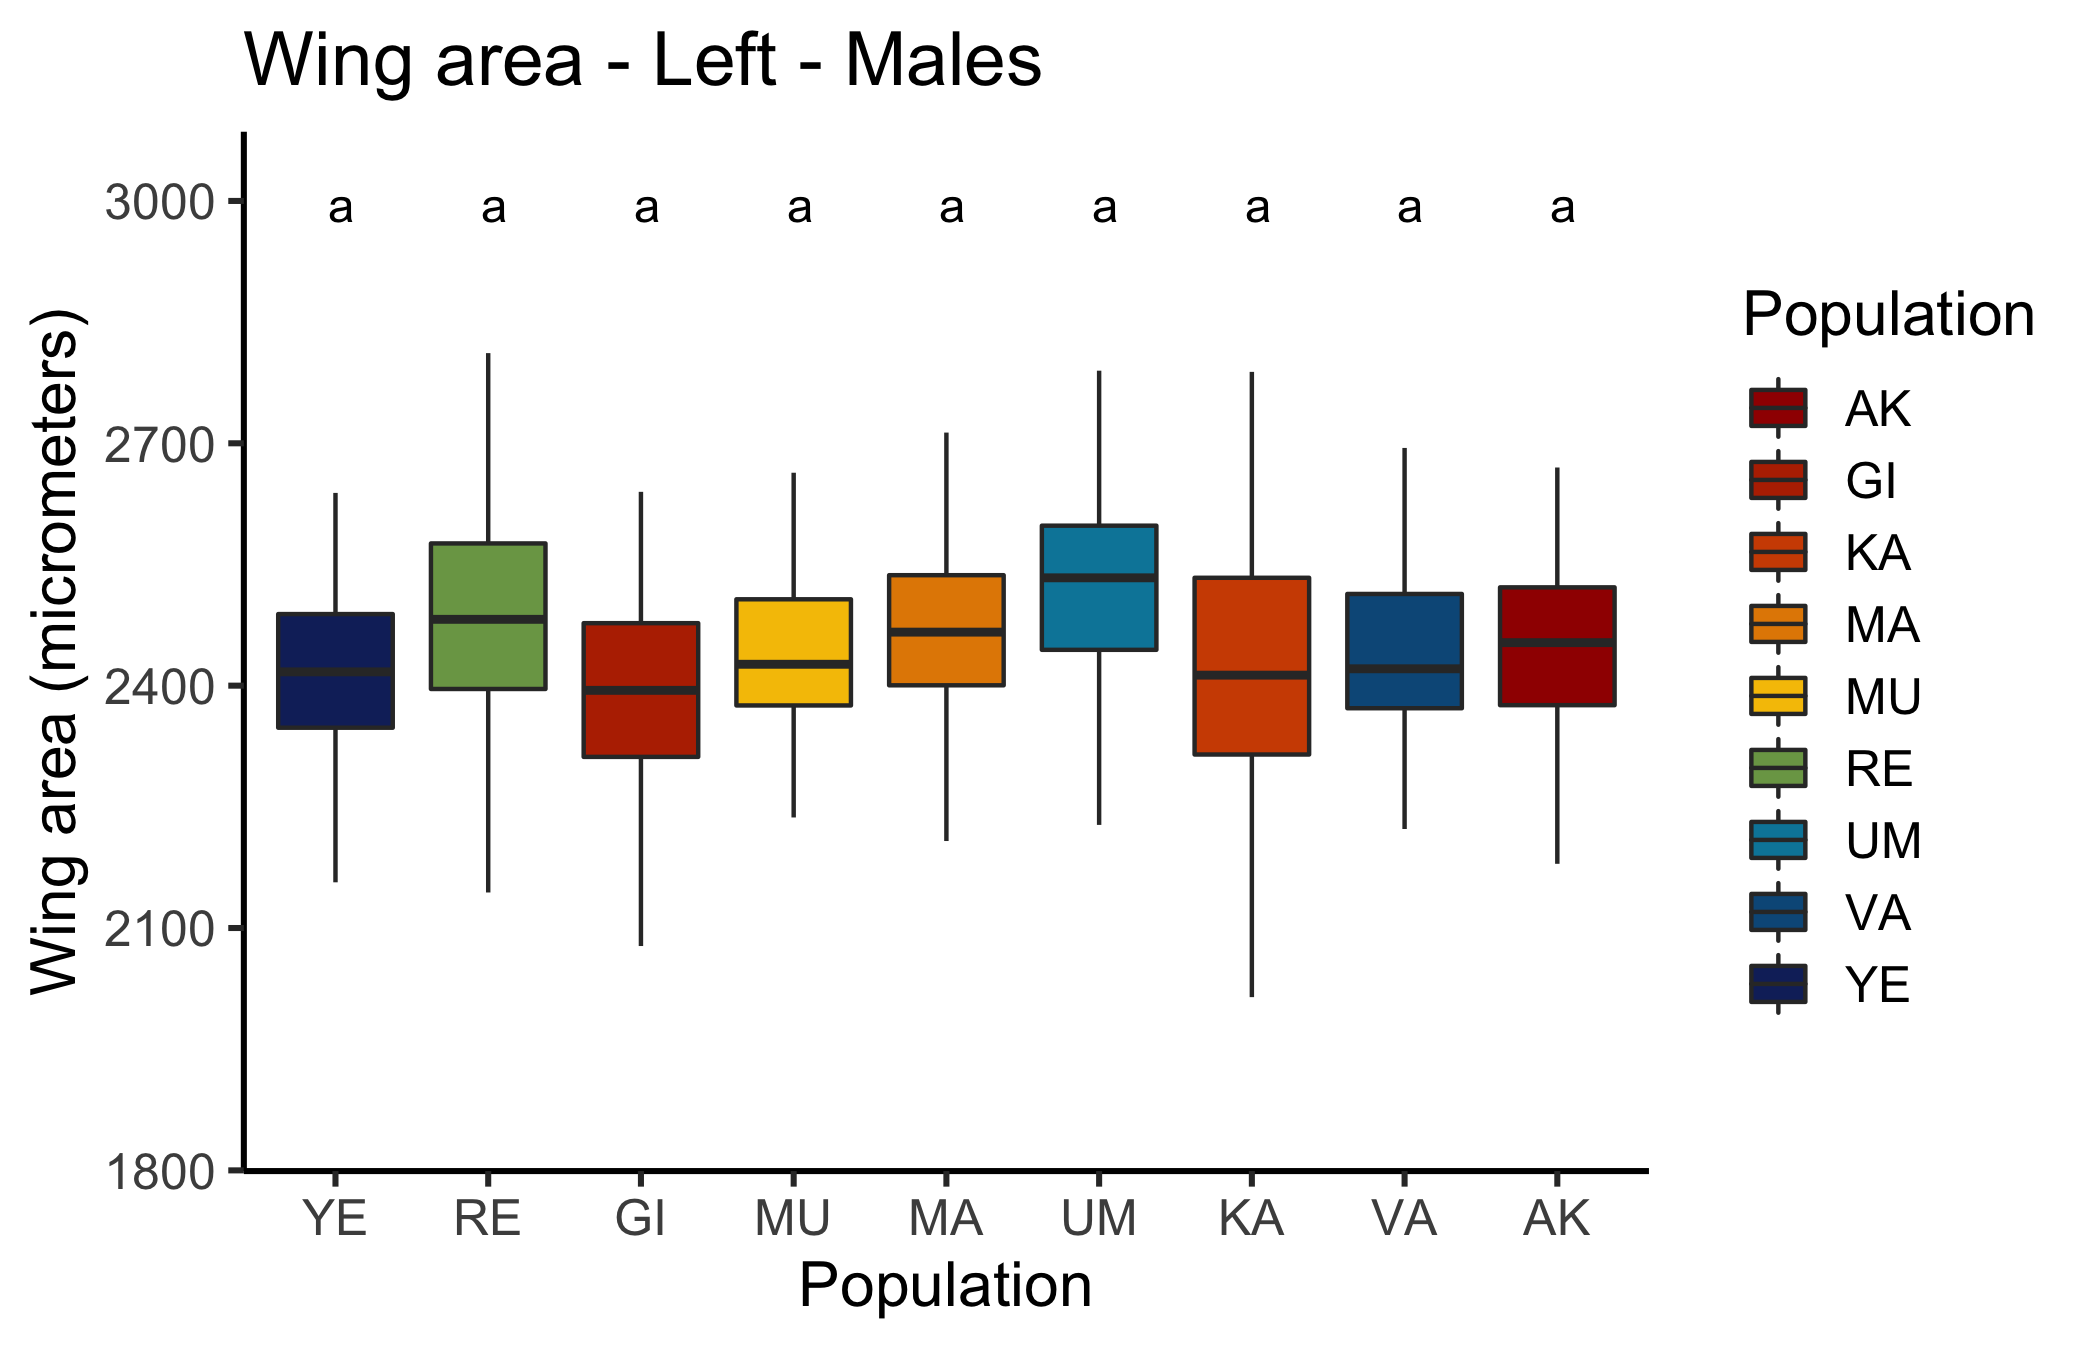 Wing area - Left - Males
3000
a a a a a a a a a
2700
2400
2100
1800
Wing area (micrometers)
YE RE GI MU MA UM KA VA AK
Population
Population
AK
GI
KA
MA
MU
RE
UM
VA
YE